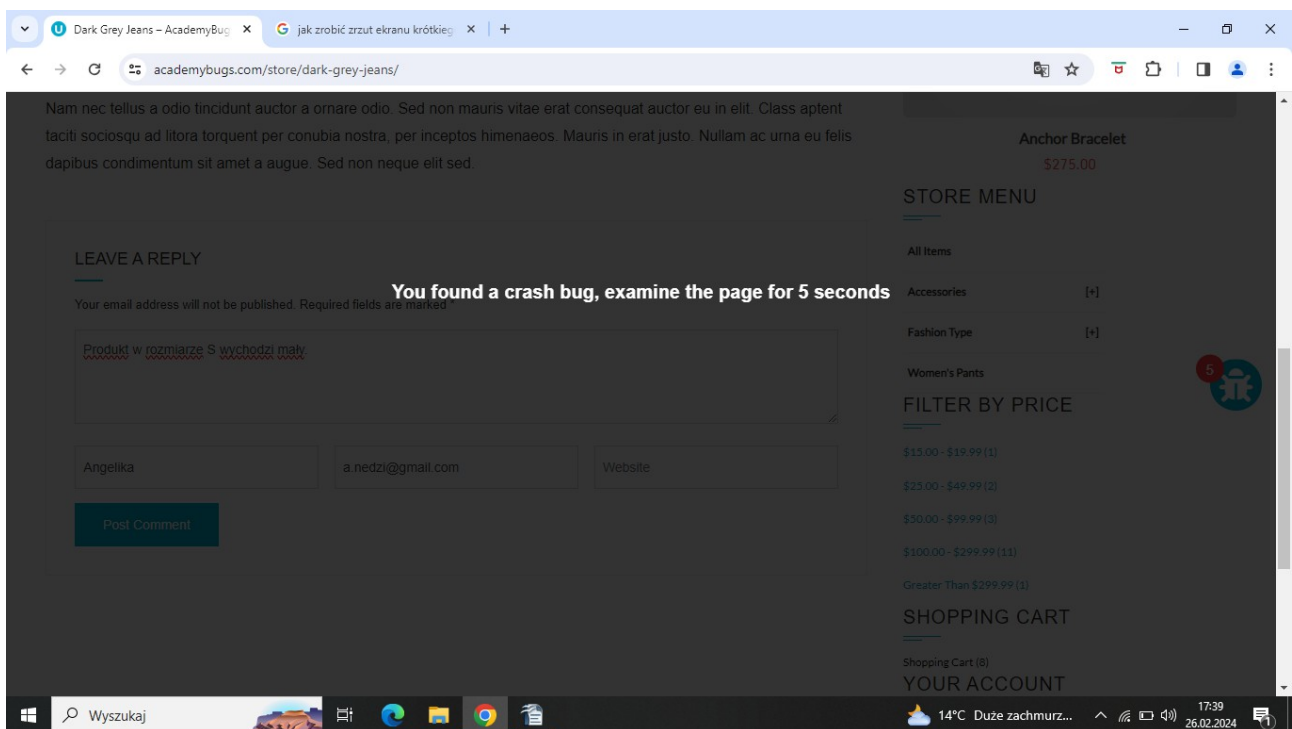 Dark Grey Jeans – AcademyBug
jak zrobić zrzut ekranu krótkieg
academybugs.com/store/dark-grey-jeans/
Nam nec tellus a odio tincidunt auctor a ornare odio. Sed non mauris vitae erat consequat auctor eu in elit. Class aptent
taciti sociosqu ad litora torquent per conubia nostra, per inceptos himenaeos. Mauris in erat justo. Nullam ac urna eu felis
dapibus condimentum sit amet a augue. Sed non neque elit sed.
LEAVE A REPLY
Your email address will not be published. Required fields are marked *
You found a crash bug, examine the page for 5 seconds
Produkt w rozmiarze S wychodzi mały.
Angelika
a.nedzi@gmail.com
Website
Post Comment
Anchor Bracelet
$275.00
STORE MENU
All Items
Accessories [+]
Fashion Type [+]
Women's Pants
5
FILTER BY PRICE
$15.00 - $19.99 (1)
$25.00 - $49.99 (2)
$50.00 - $99.99 (3)
$100.00 - $299.99 (11)
Greater Than $299.99 (1)
SHOPPING CART
Shopping Cart (8)
YOUR ACCOUNT
Wyszukaj
14°C Duże zachmurz...
17:39
26.02.2024
1